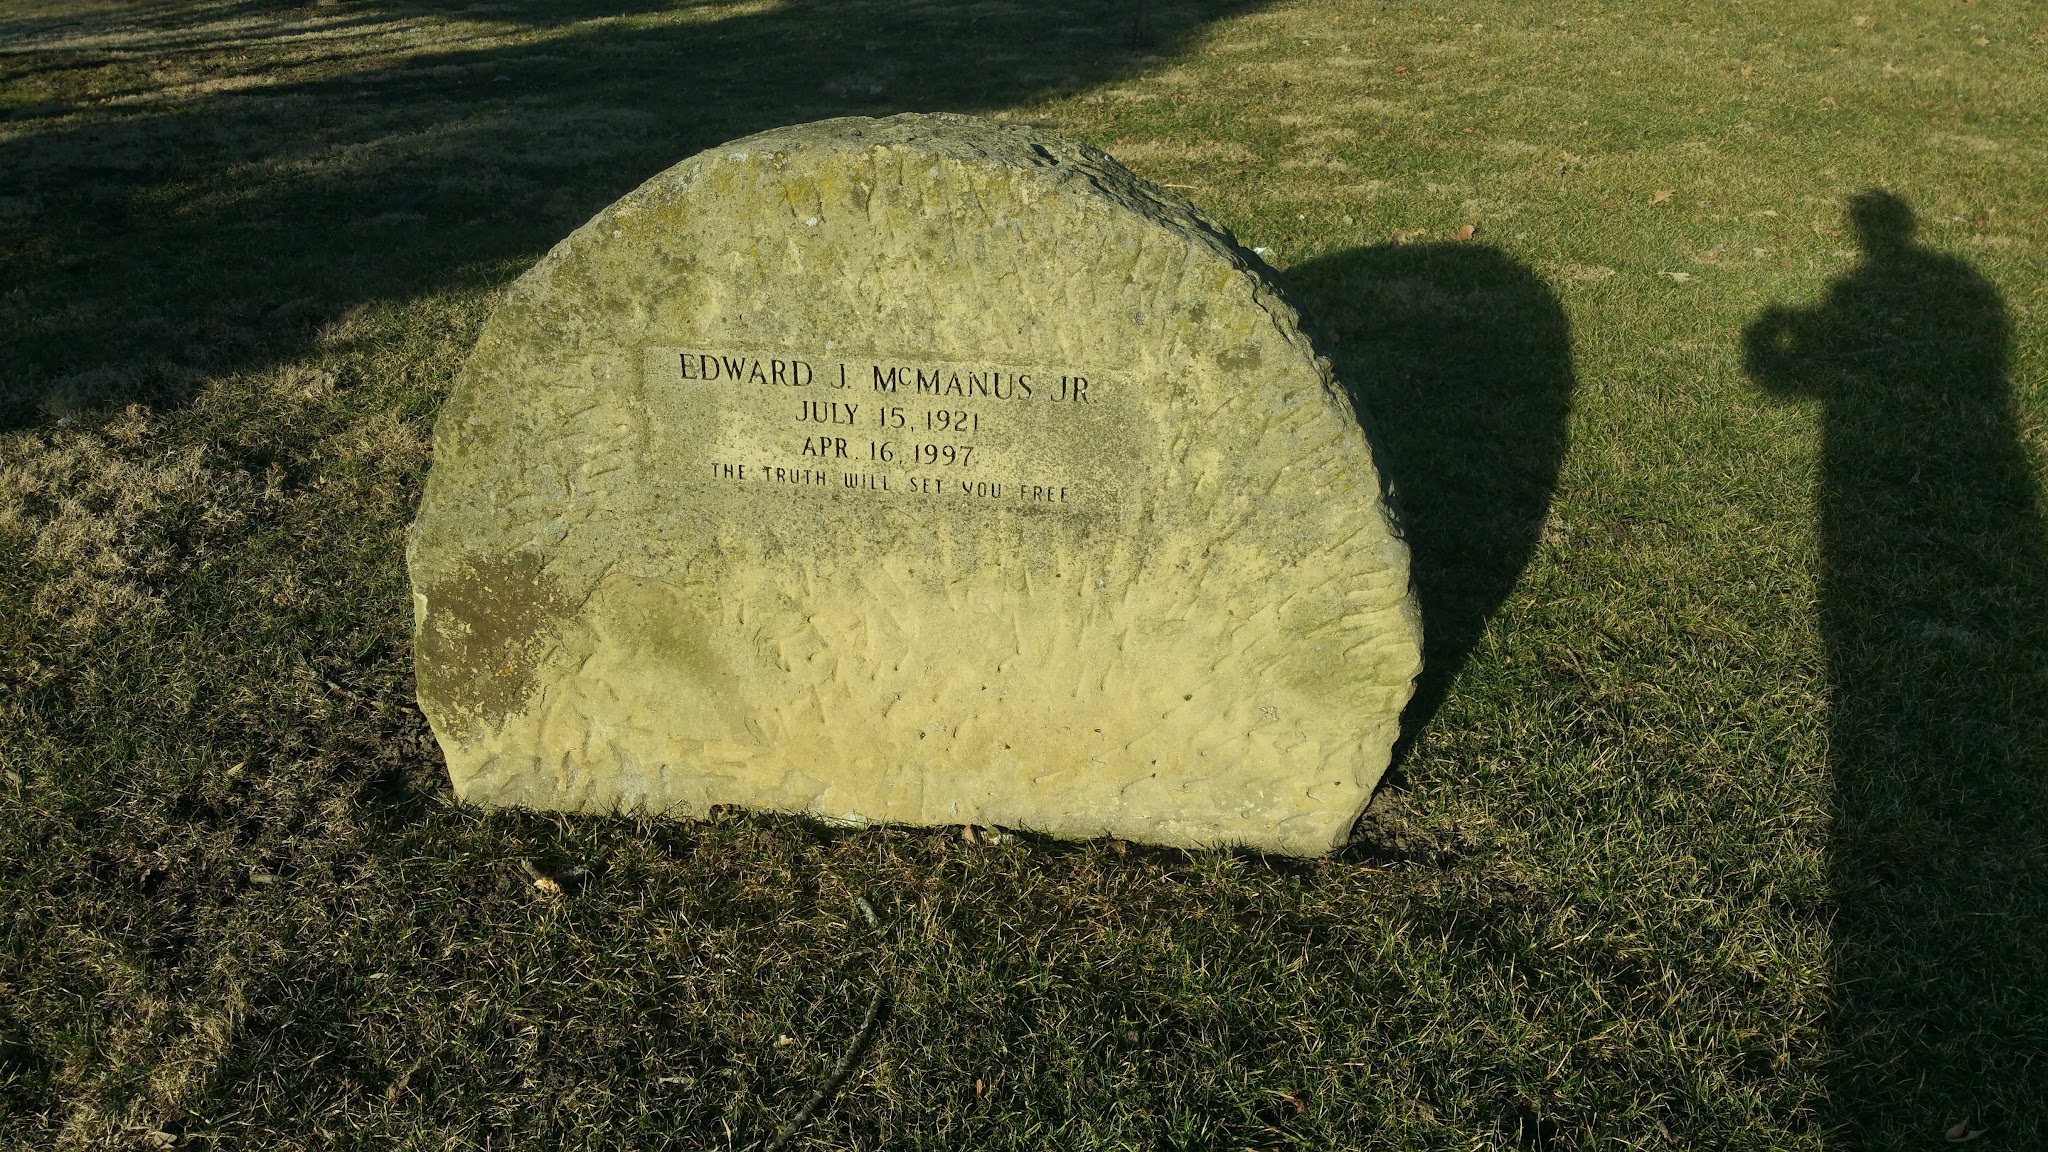 EDWARD J. McMANUS JR.
JULY 15, 1921
APR. 16, 1997
THE TRUTH WILL SET YOU FREE